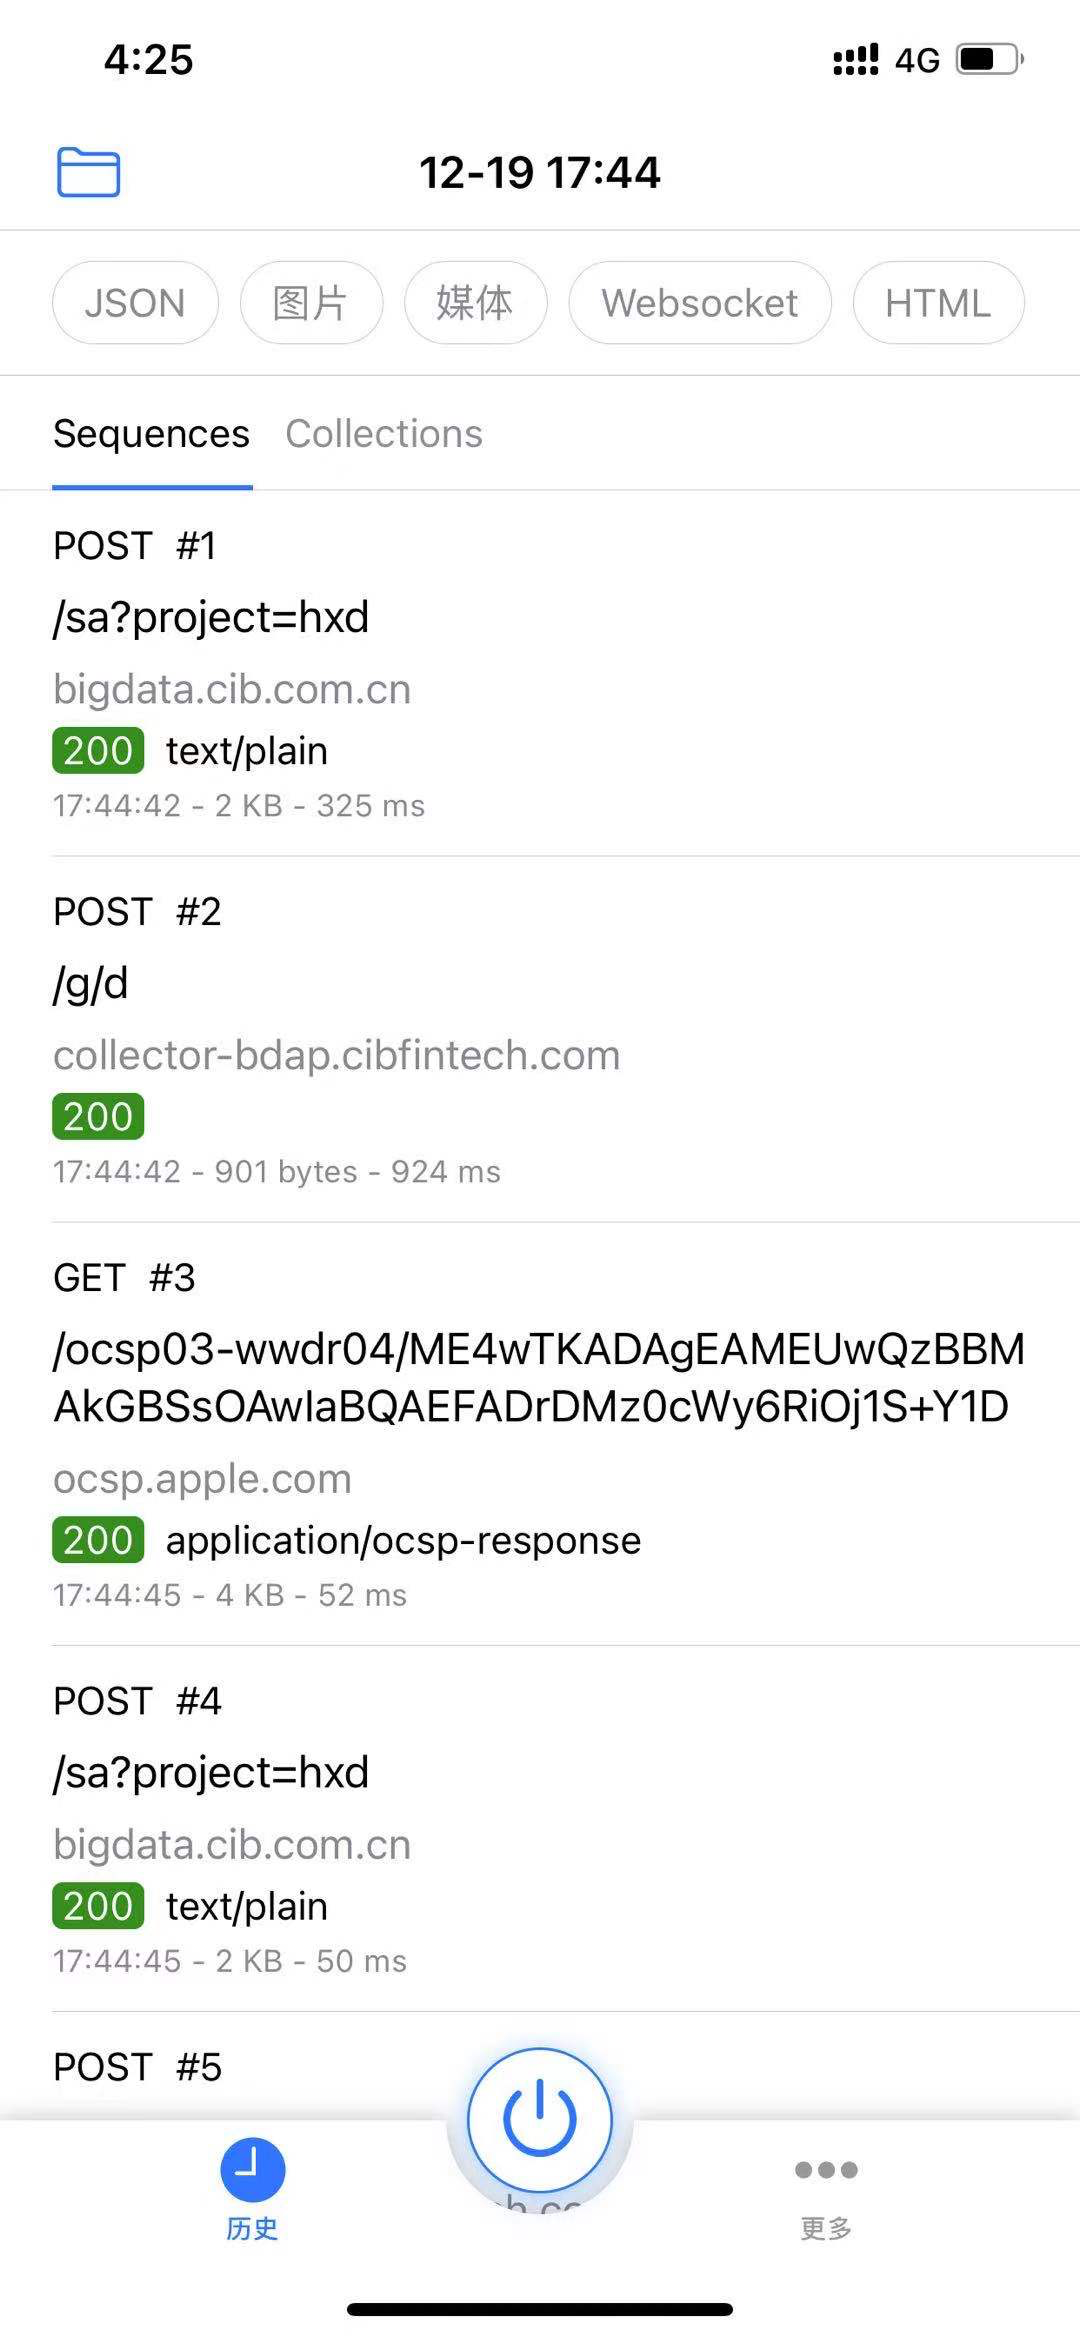 4:25
4G
12-19 17:44
JSON
图片
媒体
Websocket
HTML
Sequences
Collections
POST #1
/sa?project=hxd
bigdata.cib.com.cn
200 text/plain
17:44:42 - 2 KB - 325 ms
POST #2
/g/d
collector-bdap.cibfintech.com
200
17:44:42 - 901 bytes - 924 ms
GET #3
/ocsp03-wwdr04/ME4wTKADAgEAMEUwQzBBM
AkGBSsOAwIaBQAEFADrDMz0cWy6RiOj1S+Y1D
ocsp.apple.com
200 application/ocsp-response
17:44:45 - 4 KB - 52 ms
POST #4
/sa?project=hxd
bigdata.cib.com.cn
200 text/plain
17:44:45 - 2 KB - 50 ms
POST #5
历史
更多